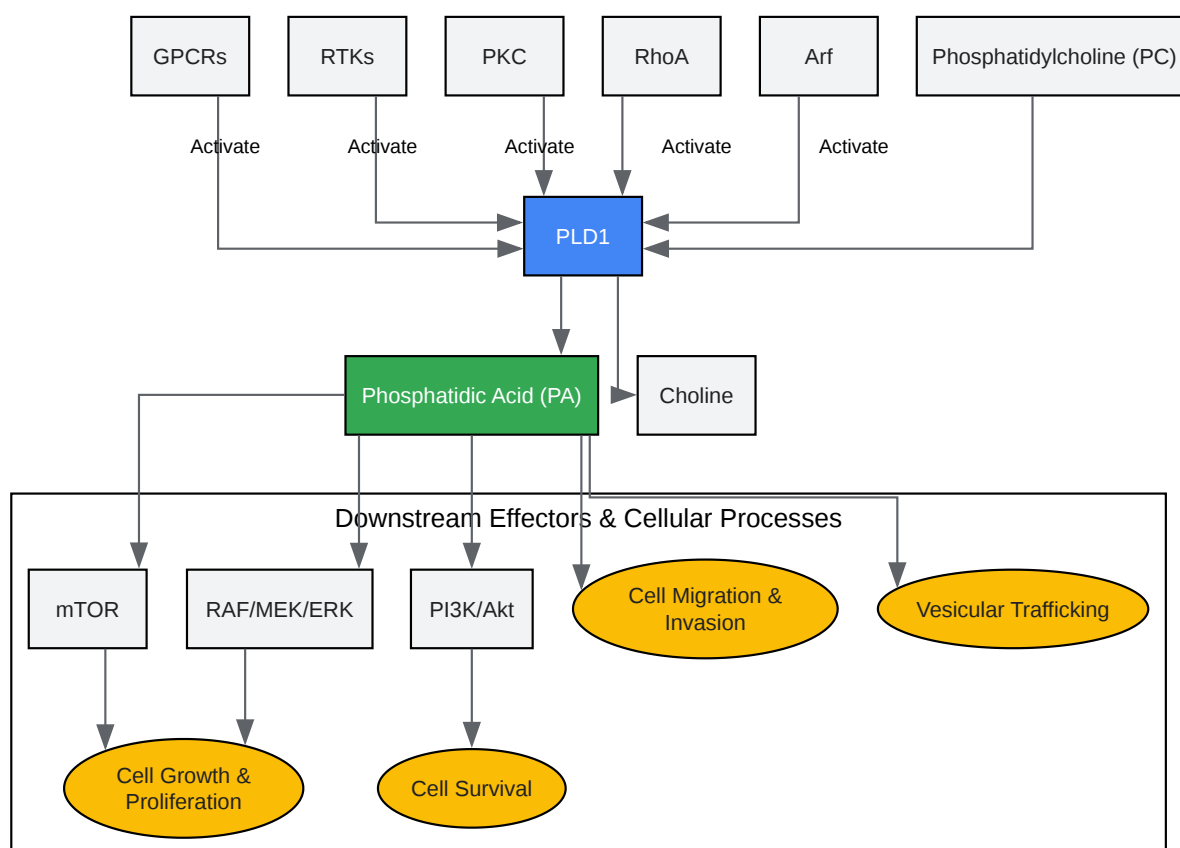 GPCRs
RTKs
PKC
RhoA
Arf
Phosphatidylcholine (PC)
Activate
Activate
Activate
Activate
Activate
PLD1
Phosphatidic Acid (PA)
Choline
Downstream Effectors & Cellular Processes
mTOR
RAF/MEK/ERK
PI3K/Akt
Cell Migration &
Invasion
Vesicular Trafficking
Cell Growth &
Proliferation
Cell Survival